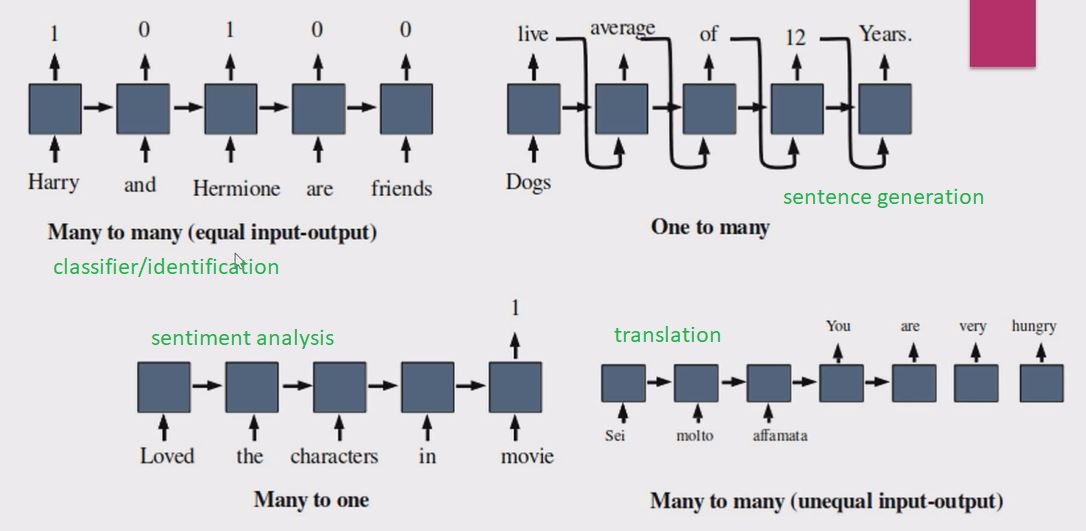 1 0 1 0 0
Harry and Hermione are friends
Many to many (equal input-output)
classifier/identification
live average of 12 Years.
Dogs
sentence generation
One to many
sentiment analysis
1
Loved the characters in movie
Many to one
translation
You are very hungry
Sei molto affamata
Many to many (unequal input-output)